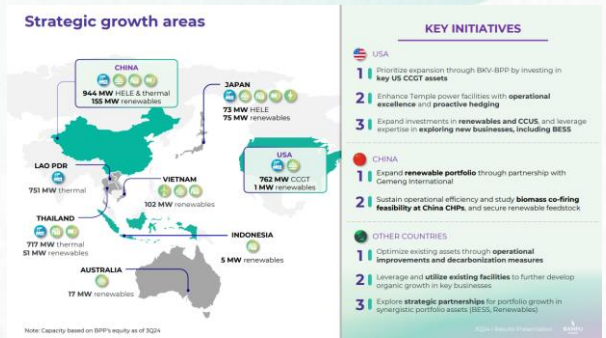 Strategic growth areas
CHINA
944 MW HELE & thermal
155 MW renewables
JAPAN
73 MW HELE
75 MW renewables
LAO PDR
751 MW thermal
VIETNAM
102 MW renewables
USA
762 MW CCGT
1 MW renewables
THAILAND
717 MW thermal
51 MW renewables
INDONESIA
5 MW renewables
AUSTRALIA
17 MW renewables
Note: Capacity based on BPP's equity as of 3Q24
KEY INITIATIVES
USA
1 Prioritize expansion through BKV-BPP by investing in
key US CCGT assets
2 Enhance Temple power facilities with operational
excellence and proactive hedging
3 Expand investments in renewables and CCUS, and leverage
expertise in exploring new businesses, including BESS
CHINA
1 Expand renewable portfolio through partnership with
Gemeng International
2 Sustain operational efficiency and study biomass co-firing
feasibility at China CHPs, and secure renewable feedstock
OTHER COUNTRIES
1 Optimize existing assets through operational
improvements and decarbonization measures
2 Leverage and utilize existing facilities to further develop
organic growth in key businesses
3 Explore strategic partnerships for portfolio growth in
synergistic portfolio assets (BESS, Renewables)
3Q24 - Results Presentation
BANPU